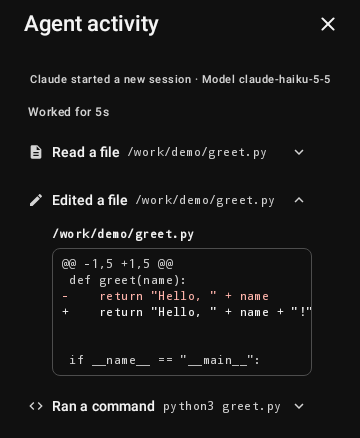 Agent activity
Claude started a new session · Model claude-haiku-5-5
Worked for 5s
Read a file /work/demo/greet.py
Edited a file /work/demo/greet.py
/work/demo/greet.py
@@ -1,5 +1,5 @@
 def greet(name):
-    return "Hello, " + name
+    return "Hello, " + name + "!"
 if __name__ == "__main__":
Ran a command python3 greet.py